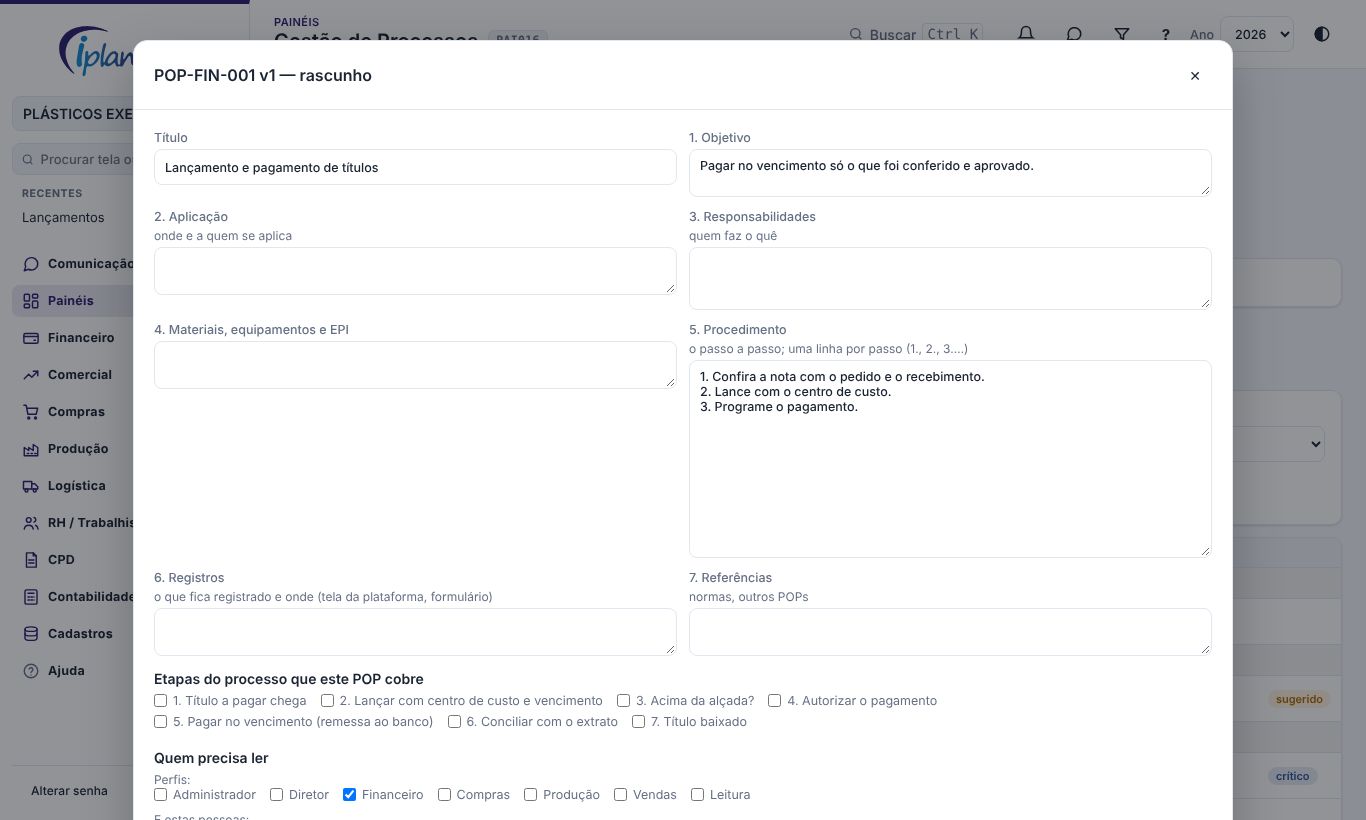 PAINÉIS
Buscar Ctrl K
? Ano 2026
iplan
POP-FIN-001 v1 — rascunho
×
PLÁSTICOS EXE
Procurar tela o
RECENTES
Lançamentos
Comunicação
Painéis
Financeiro
Comercial
Compras
Produção
Logística
RH / Trabalhis
CPD
Contabilidade
Cadastros
Ajuda
Alterar senha
Título
Lançamento e pagamento de títulos
1. Objetivo
Pagar no vencimento só o que foi conferido e aprovado.
2. Aplicação
onde e a quem se aplica
3. Responsabilidades
quem faz o quê
4. Materiais, equipamentos e EPI
5. Procedimento
o passo a passo; uma linha por passo (1., 2., 3.…)
1. Confira a nota com o pedido e o recebimento.
2. Lance com o centro de custo.
3. Programe o pagamento.
6. Registros
o que fica registrado e onde (tela da plataforma, formulário)
7. Referências
normas, outros POPs
Etapas do processo que este POP cobre
1. Título a pagar chega 2. Lançar com centro de custo e vencimento 3. Acima da alçada? 4. Autorizar o pagamento
5. Pagar no vencimento (remessa ao banco) 6. Conciliar com o extrato 7. Título baixado
Quem precisa ler
Perfis:
Administrador Diretor Financeiro Compras Produção Vendas Leitura
sugerido
crítico